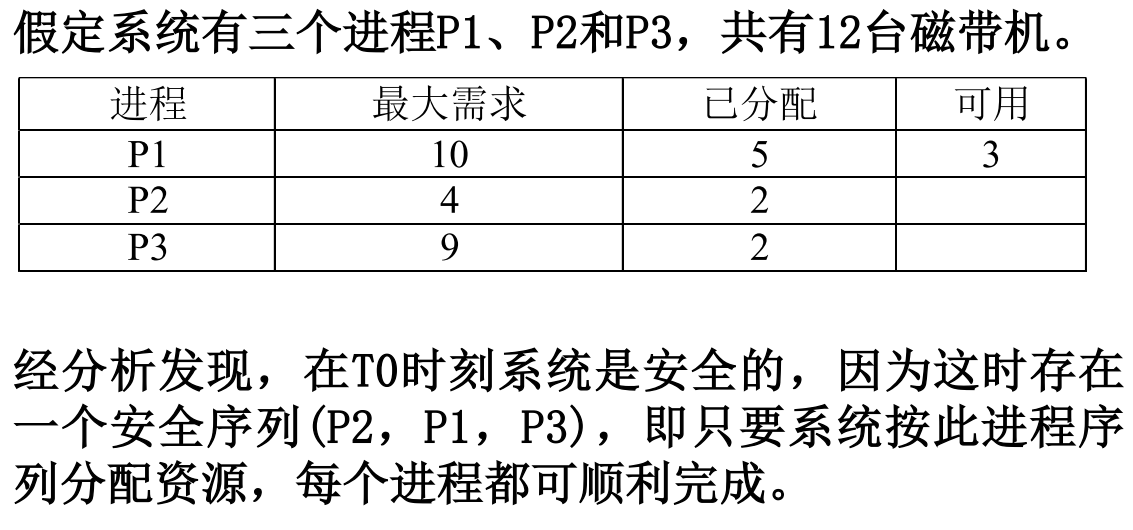 假定系统有三个进程P1、P2和P3，共有12台磁带机。
进程 最大需求 已分配 可用
P1 10 5 3
P2 4 2
P3 9 2
经分析发现，在T0时刻系统是安全的，因为这时存在
一个安全序列(P2，P1，P3)，即只要系统按此进程序
列分配资源，每个进程都可顺利完成。